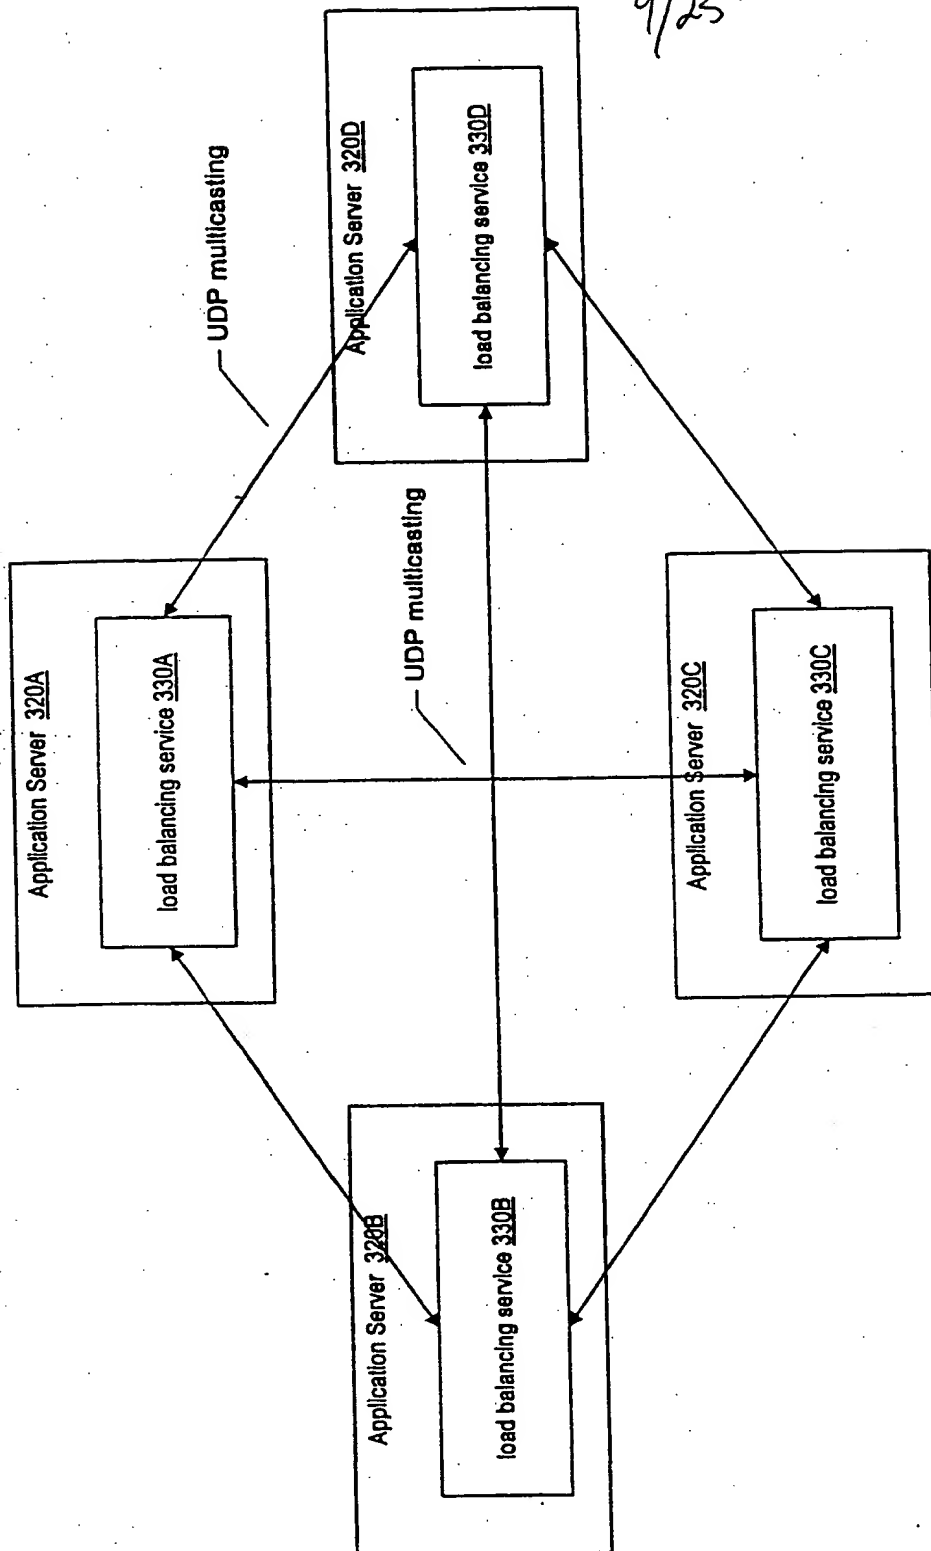 9/25
Application Server 320A
load balancing service 330A
UDP multicasting
Application Server 320B
load balancing service 330B
UDP multicasting
Application Server 320D
load balancing service 330D
Application Server 320C
load balancing service 330C